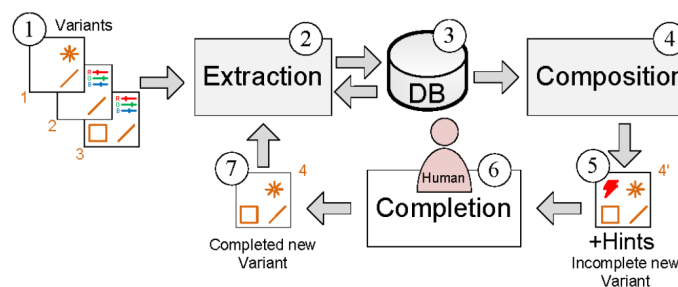 1
Variants
2
3
4
R
G
B
R
G
B
1
2
3
Extraction
DB
Composition
7
4
Human
6
5
4'
Completion
+Hints
Completed new
Variant
Incomplete new
Variant